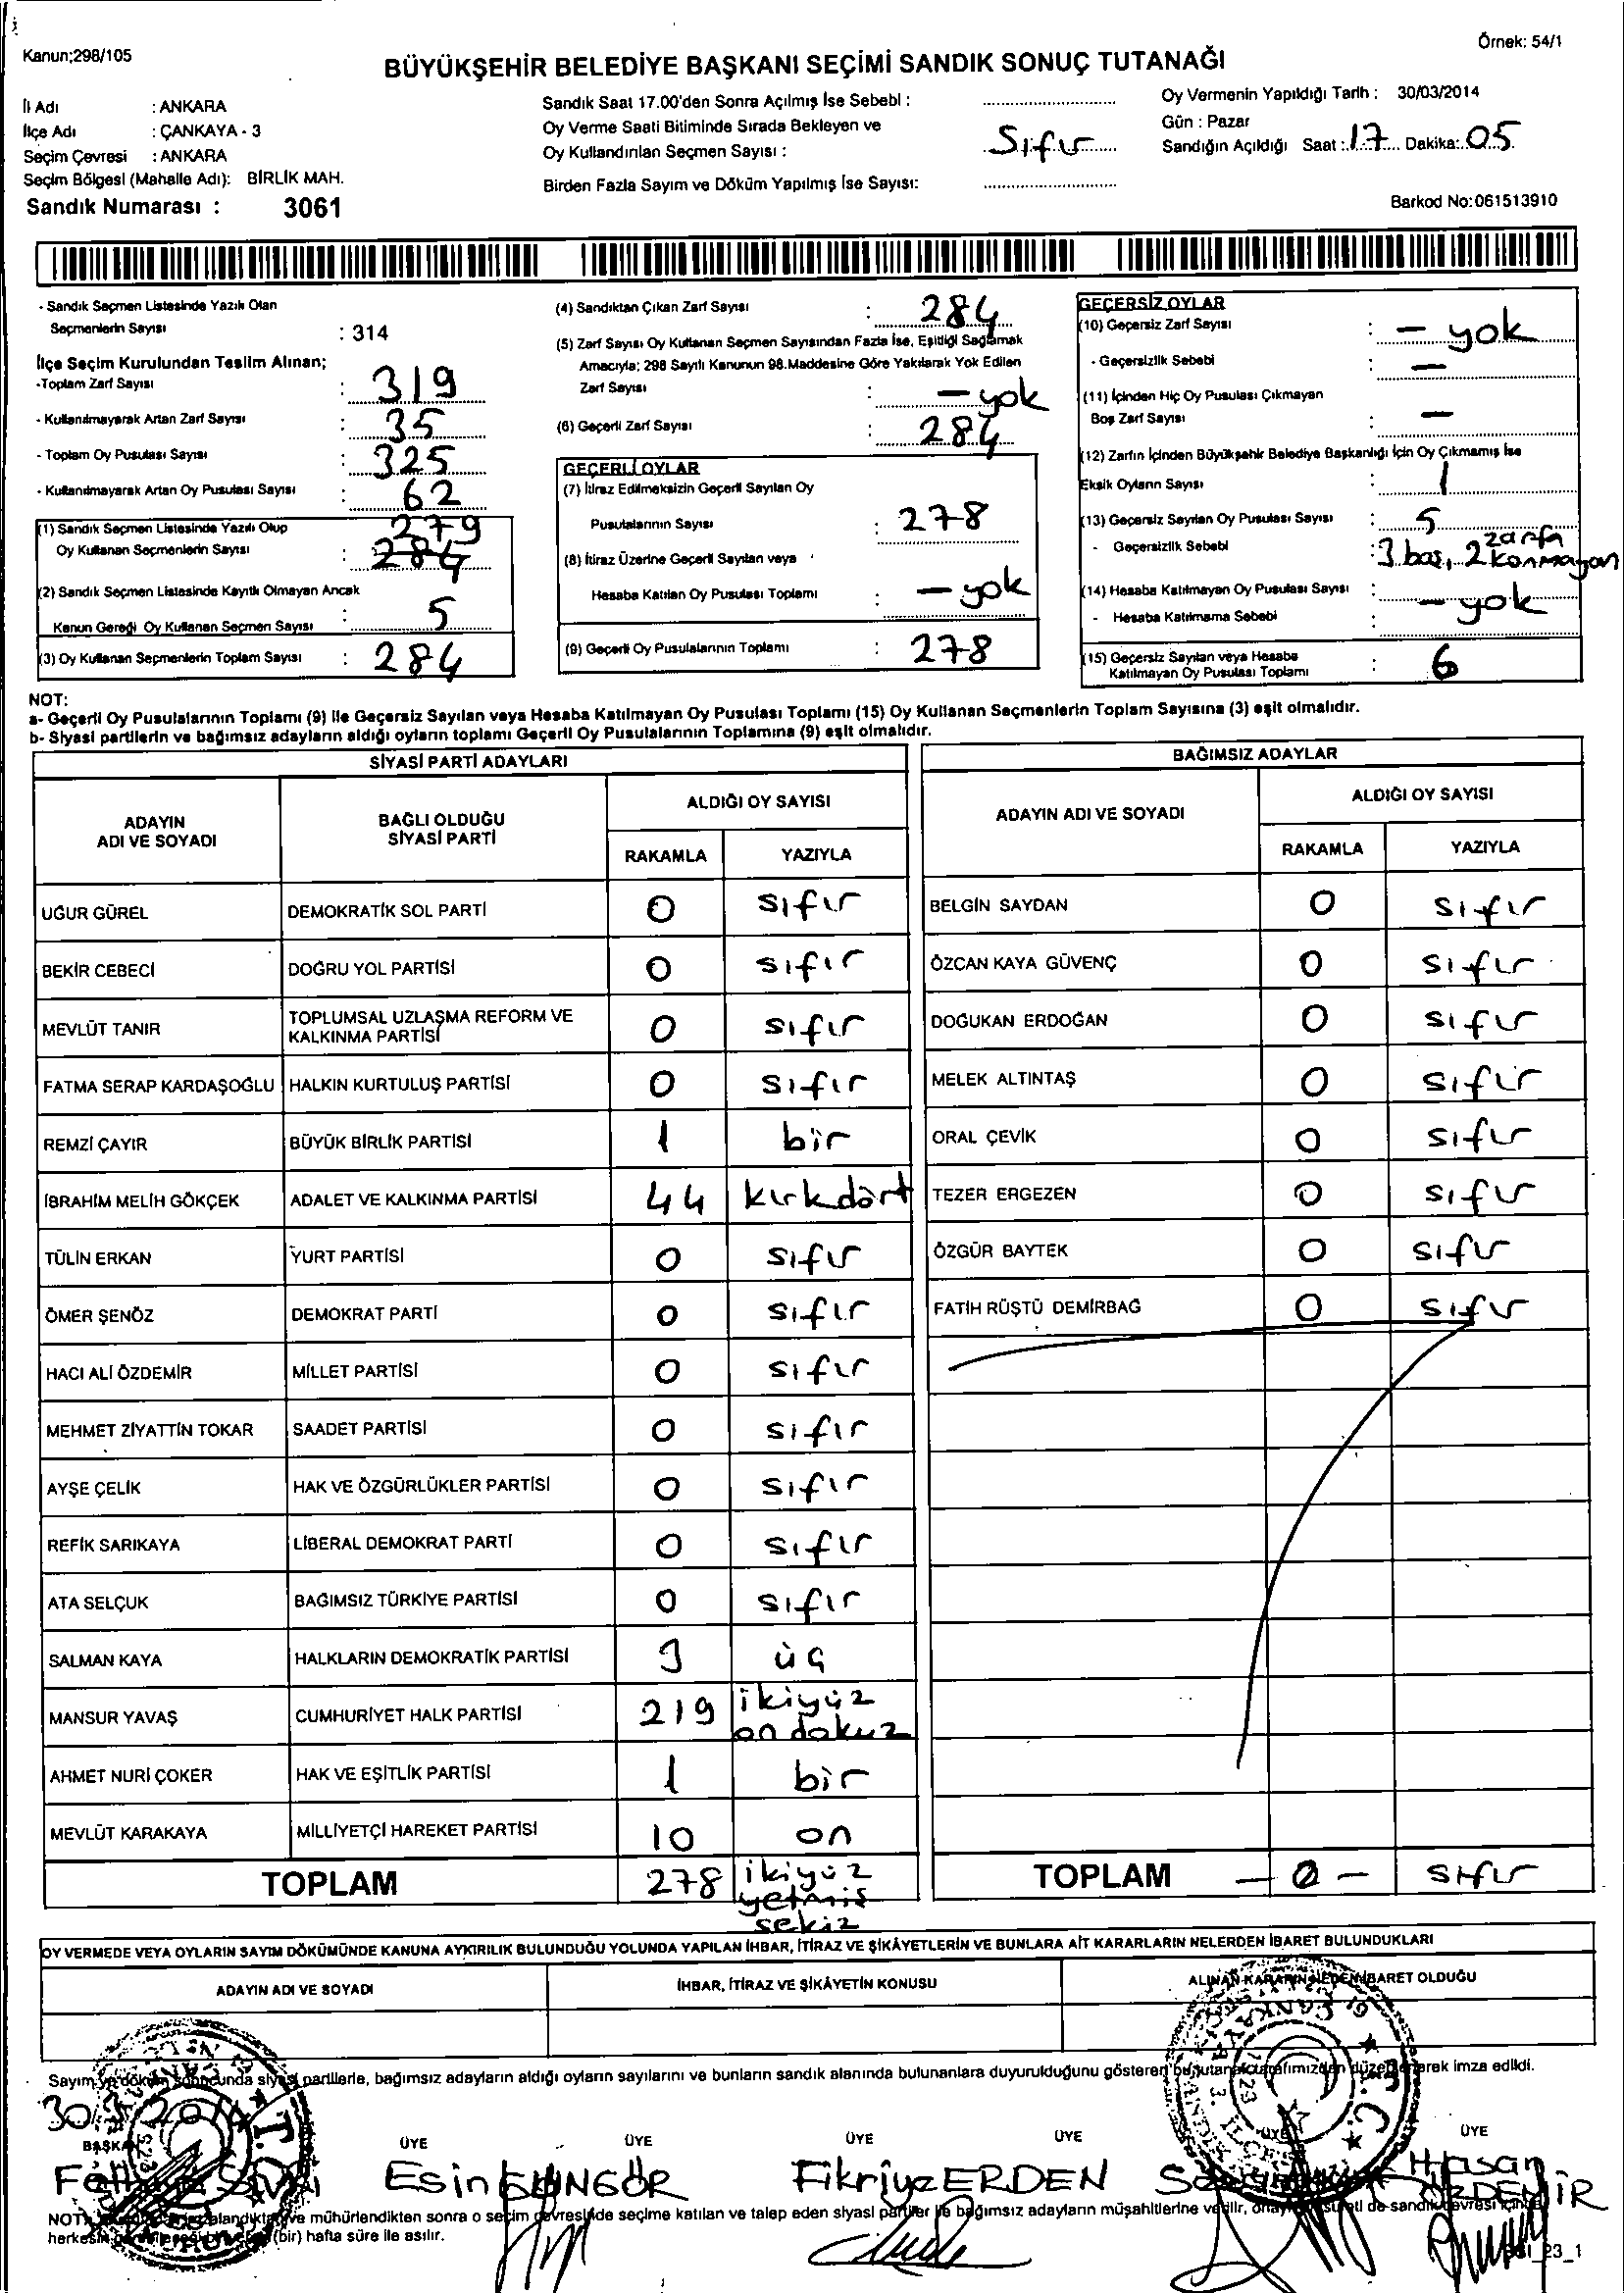 Kanun;298/105
Örnek: 54/1
BÜYÜKŞEHİR BELEDİYE BAŞKANI SEÇİMİ SANDIK SONUÇ TUTANAĞI
İl Adı : ANKARA
İlçe Adı : ÇANKAYA - 3
Seçim Çevresi : ANKARA
Seçim Bölgesi (Mahalle Adı): BİRLİK MAH.
Sandık Numarası : 3061
Sandık Saat 17.00'den Sonra Açılmış İse Sebebi :
Oy Verme Saati Bitiminde Sırada Bekleyen ve
Oy Kullandırılan Seçmen Sayısı : Sıfır
Birden Fazla Sayım ve Döküm Yapılmış İse Sayısı:
Oy Vermenin Yapıldığı Tarih : 30/03/2014
Gün : Pazar
Sandığın Açıldığı Saat : 17 Dakika: 05
Barkod No:061513910
- Sandık Seçmen Listesinde Yazılı Olan
Seçmenlerin Sayısı : 314
İlçe Seçim Kurulundan Teslim Alınan;
-Toplam Zarf Sayısı : 319
- Kullanılmayarak Artan Zarf Sayısı : 35
- Toplam Oy Pusulası Sayısı : 325
- Kullanılmayarak Artan Oy Pusulası Sayısı : 62
(1) Sandık Seçmen Listesinde Yazılı Olup 279
Oy Kullanan Seçmenlerin Sayısı : 284
(2) Sandık Seçmen Listesinde Kayıtlı Olmayan Ancak
Kanun Gereği Oy Kullanan Seçmen Sayısı : 5
(3) Oy Kullanan Seçmenlerin Toplam Sayısı : 284
(4) Sandıktan Çıkan Zarf Sayısı : 284
(5) Zarf Sayısı Oy Kullanan Seçmen Sayısından Fazla İse, Eşitliği Sağlamak
Amacıyla; 298 Sayılı Kanunun 98.Maddesine Göre Yakılarak Yok Edilen
Zarf Sayısı : - yok
(6) Geçerli Zarf Sayısı : 284
GEÇERLİ OYLAR
(7) İtiraz Edilmeksizin Geçerli Sayılan Oy
Pusulalarının Sayısı : 278
(8) İtiraz Üzerine Geçerli Sayılan veya
Hesaba Katılan Oy Pusulası Toplamı : - yok
(9) Geçerli Oy Pusulalarının Toplamı : 278
GEÇERSİZ OYLAR
(10) Geçersiz Zarf Sayısı : - yok
- Geçersizlik Sebebi : -
(11) İçinden Hiç Oy Pusulası Çıkmayan
Boş Zarf Sayısı : -
(12) Zarfın İçinden Büyükşehir Belediye Başkanlığı İçin Oy Çıkmamış İse
Eksik Oyların Sayısı : 1
(13) Geçersiz Sayılan Oy Pusulası Sayısı : 5
- Geçersizlik Sebebi : 3 boş, 2 zarfa konmayan
(14) Hesaba Katılmayan Oy Pusulası Sayısı : - yok
- Hesaba Katılmama Sebebi :
(15) Geçersiz Sayılan veya Hesaba
Katılmayan Oy Pusulası Toplamı : 6
NOT:
a- Geçerli Oy Pusulalarının Toplamı (9) ile Geçersiz Sayılan veya Hesaba Katılmayan Oy Pusulası Toplamı (15) Oy Kullanan Seçmenlerin Toplam Sayısına (3) eşit olmalıdır.
b- Siyasi partilerin ve bağımsız adayların aldığı oyların toplamı Geçerli Oy Pusulalarının Toplamına (9) eşit olmalıdır.
SİYASİ PARTİ ADAYLARI
ADAYIN ADI VE SOYADI
BAĞLI OLDUĞU SİYASİ PARTİ
ALDIĞI OY SAYISI
RAKAMLA YAZIYLA
UĞUR GÜREL DEMOKRATİK SOL PARTİ 0 sıfır
BEKİR CEBECİ DOĞRU YOL PARTİSİ 0 sıfır
MEVLÜT TANIR TOPLUMSAL UZLAŞMA REFORM VE KALKINMA PARTİSİ 0 sıfır
FATMA SERAP KARDAŞOĞLU HALKIN KURTULUŞ PARTİSİ 0 sıfır
REMZİ ÇAYIR BÜYÜK BİRLİK PARTİSİ 1 bir
İBRAHİM MELİH GÖKÇEK ADALET VE KALKINMA PARTİSİ 44 kırkdört
TÜLİN ERKAN YURT PARTİSİ 0 sıfır
ÖMER ŞENÖZ DEMOKRAT PARTİ 0 sıfır
HACI ALİ ÖZDEMİR MİLLET PARTİSİ 0 sıfır
MEHMET ZİYATTİN TOKAR SAADET PARTİSİ 0 sıfır
AYŞE ÇELİK HAK VE ÖZGÜRLÜKLER PARTİSİ 0 sıfır
REFİK SARIKAYA LİBERAL DEMOKRAT PARTİ 0 sıfır
ATA SELÇUK BAĞIMSIZ TÜRKİYE PARTİSİ 0 sıfır
SALMAN KAYA HALKLARIN DEMOKRATİK PARTİSİ 3 üç
MANSUR YAVAŞ CUMHURİYET HALK PARTİSİ 219 ikiyüz on dokuz
AHMET NURİ ÇOKER HAK VE EŞİTLİK PARTİSİ 1 bir
MEVLÜT KARAKAYA MİLLİYETÇİ HAREKET PARTİSİ 10 on
TOPLAM 278 ikiyüz yetmiş sekiz
BAĞIMSIZ ADAYLAR
ADAYIN ADI VE SOYADI
ALDIĞI OY SAYISI
RAKAMLA YAZIYLA
BELGİN SAYDAN 0 sıfır
ÖZCAN KAYA GÜVENÇ 0 sıfır
DOĞUKAN ERDOĞAN 0 sıfır
MELEK ALTINTAŞ 0 sıfır
ORAL ÇEVİK 0 sıfır
TEZER ERGEZEN 0 sıfır
ÖZGÜR BAYTEK 0 sıfır
FATİH RÜŞTÜ DEMİRBAĞ 0 sıfır
TOPLAM - 0 - sıfır
OY VERMEDE VEYA OYLARIN SAYIM DÖKÜMÜNDE KANUNA AYKIRILIK BULUNDUĞU YOLUNDA YAPILAN İHBAR, İTİRAZ VE ŞİKÂYETLERİN VE BUNLARA AİT KARARLARIN NELERDEN İBARET BULUNDUKLARI
ADAYIN ADI VE SOYADI
İHBAR, İTİRAZ VE ŞİKÂYETİN KONUSU
ALINAN KARARIN NEDEN İBARET OLDUĞU
Sayım ve döküm sonucunda siyasi partilerle, bağımsız adayların aldığı oyların sayılarını ve bunların sandık alanında bulunanlara duyurulduğunu gösteren bu tutanak tarafımızdan düzenlenerek imza edildi.
30/3/2014
BAŞKAN ÜYE ÜYE ÜYE ÜYE ÜYE ÜYE
Esin GÜNGÖR Fikriye ERDEN Hasan ÖZDEMİR
ve mühürlendikten sonra o seçim çevresinde seçime katılan ve talep eden siyasi partiler ile bağımsız adayların müşahitlerine verilir, onaylı sureti de sandık çevresi içinde
(bir) hafta süre ile asılır.